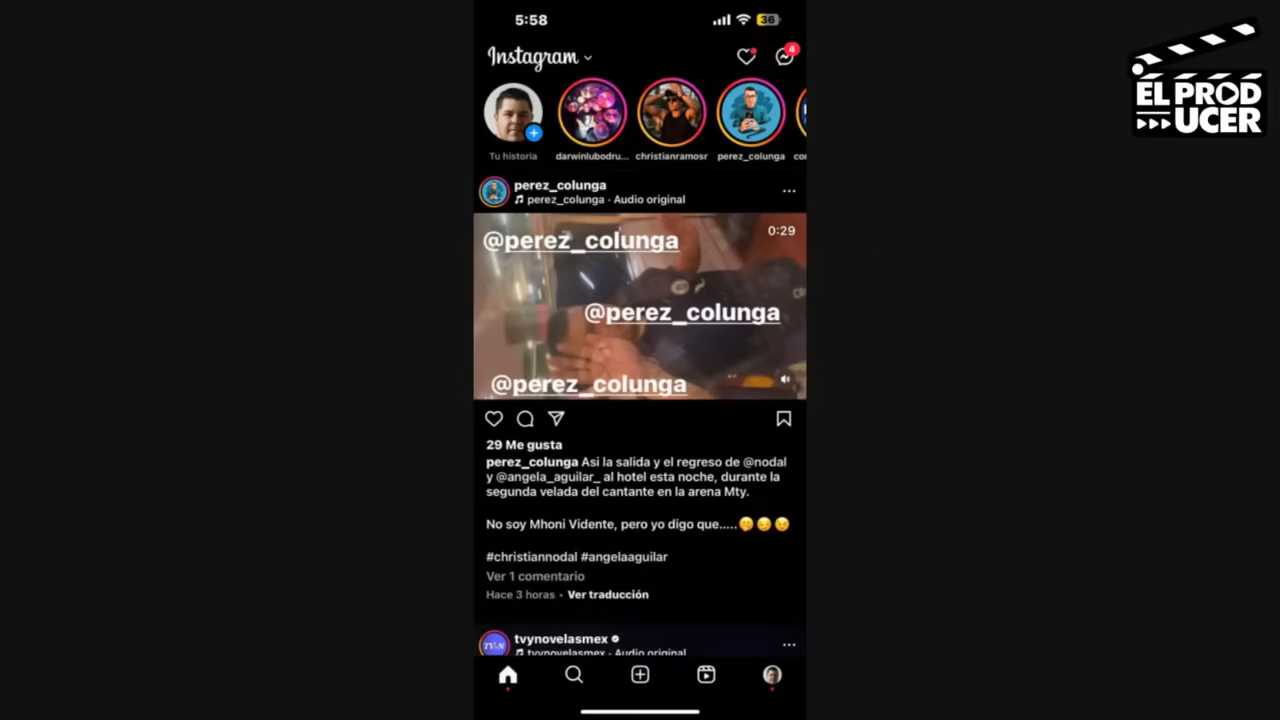 5:58
36
Instagram
4
EL PROD
UCER
Tu historia
darwinlubodru...
christianramosr
perez_colunga
perez_colunga
perez_colunga · Audio original
@perez_colunga
0:29
@perez_colunga
@perez_colunga
29 Me gusta
perez_colunga Asi la salida y el regreso de @nodal
y @angela_aguilar_ al hotel esta noche, durante la
segunda velada del cantante en la arena Mty.
No soy Mhoni Vidente, pero yo digo que.....🤭😏😉
#christiannodal #angelaaguilar
Ver 1 comentario
Hace 3 horas · Ver traducción
tvynovelasmex
tvynovelasmex · Audio original